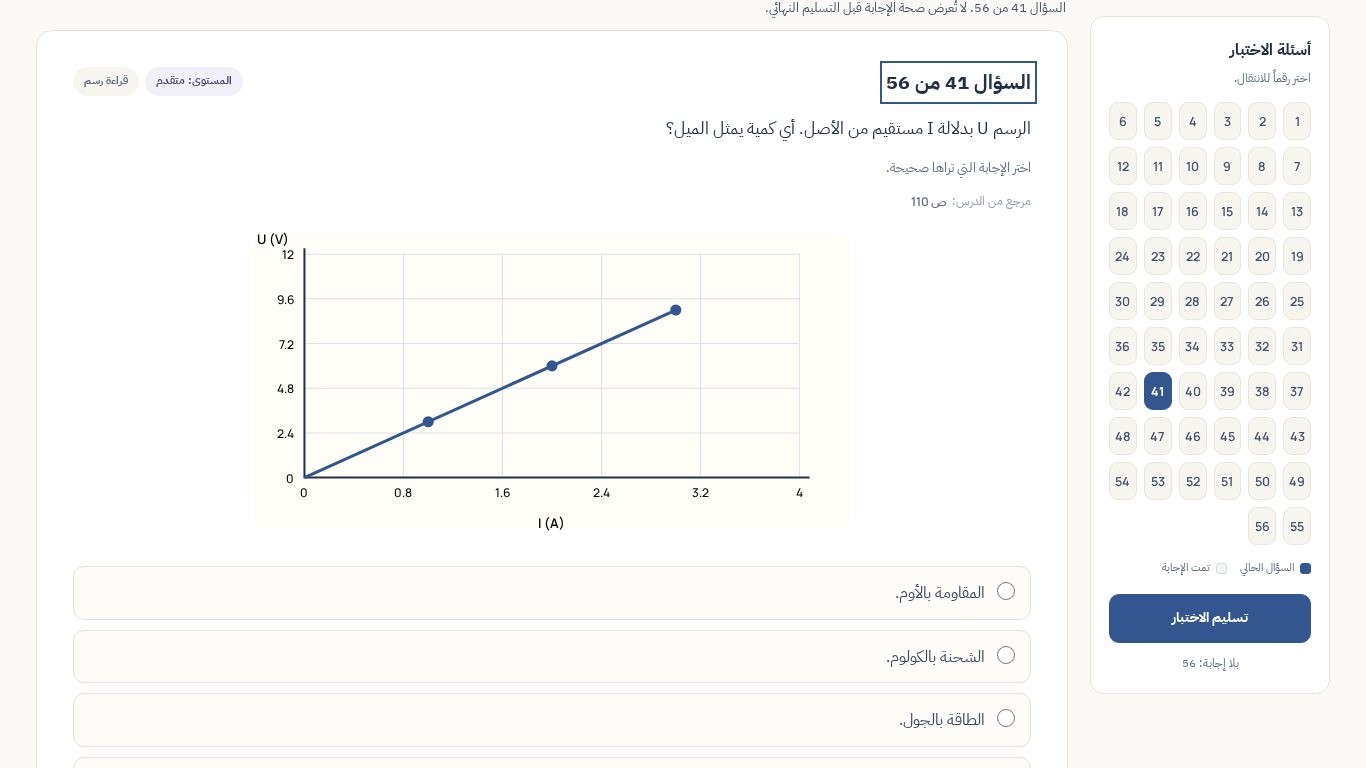 السؤال 41 من 56. لا تُعرض صحة الإجابة قبل التسليم النهائي.
أسئلة الاختبار
اختر رقماً للانتقال.
1 2 3 4 5 6
7 8 9 10 11 12
13 14 15 16 17 18
19 20 21 22 23 24
25 26 27 28 29 30
31 32 33 34 35 36
37 38 39 40 41 42
43 44 45 46 47 48
49 50 51 52 53 54
55 56
السؤال الحالي تمت الإجابة
تسليم الاختبار
بلا إجابة: 56
السؤال 41 من 56
المستوى: متقدم قراءة رسم
الرسم U بدلالة I مستقيم من الأصل. أي كمية يمثل الميل؟
اختر الإجابة التي تراها صحيحة.
مرجع من الدرس: ص 110
U (V)
12
9.6
7.2
4.8
2.4
0
0 0.8 1.6 2.4 3.2 4
I (A)
المقاومة بالأوم.
الشحنة بالكولوم.
الطاقة بالجول.